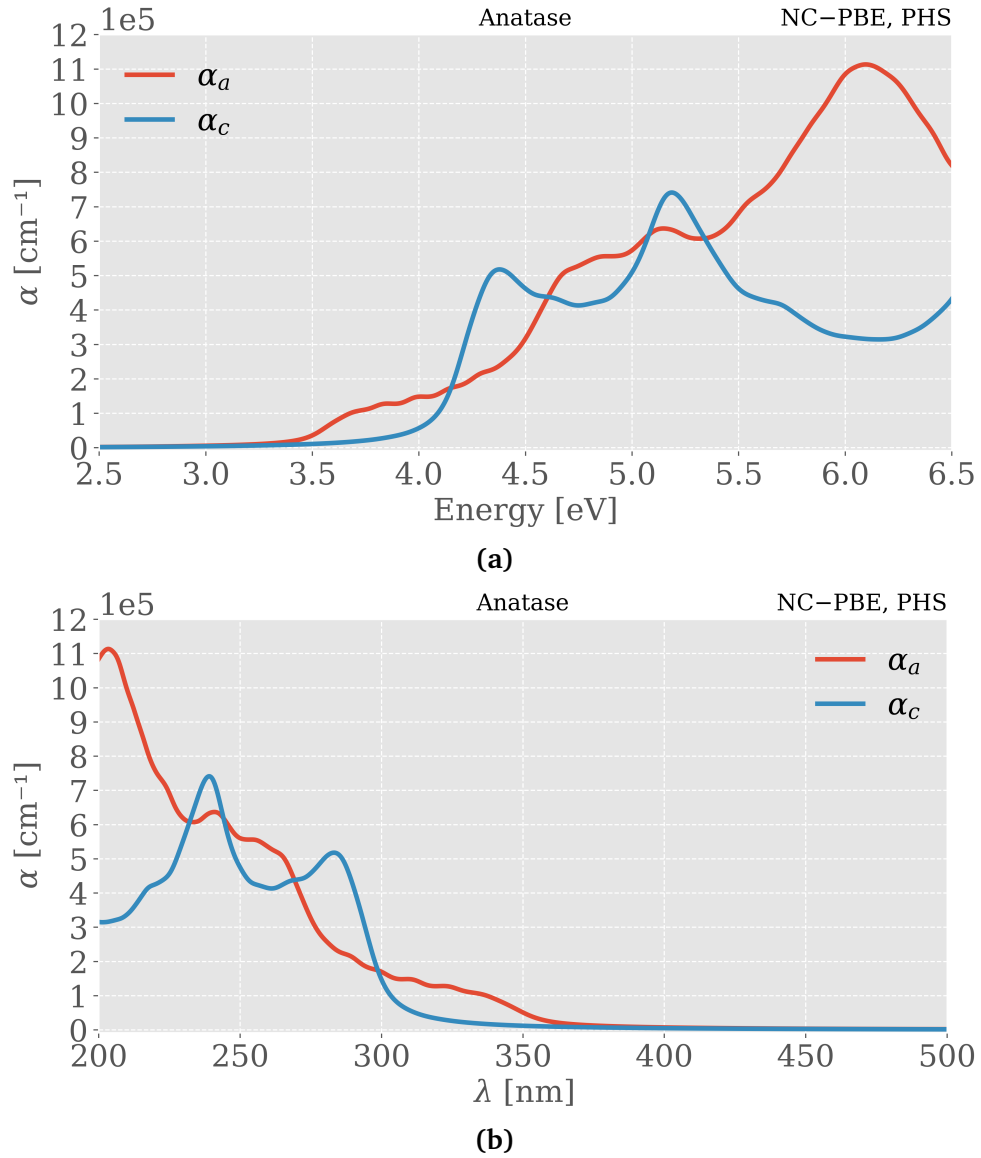 1e5 Anatase NC−PBE, PHS
12
11
10
9
8
7
6
5
4
3
2
1
0
α [cm⁻¹]
αₐ
α_c
2.5 3.0 3.5 4.0 4.5 5.0 5.5 6.0 6.5
Energy [eV]
(a)
1e5 Anatase NC−PBE, PHS
12
11
10
9
8
7
6
5
4
3
2
1
0
α [cm⁻¹]
αₐ
α_c
200 250 300 350 400 450 500
λ [nm]
(b)